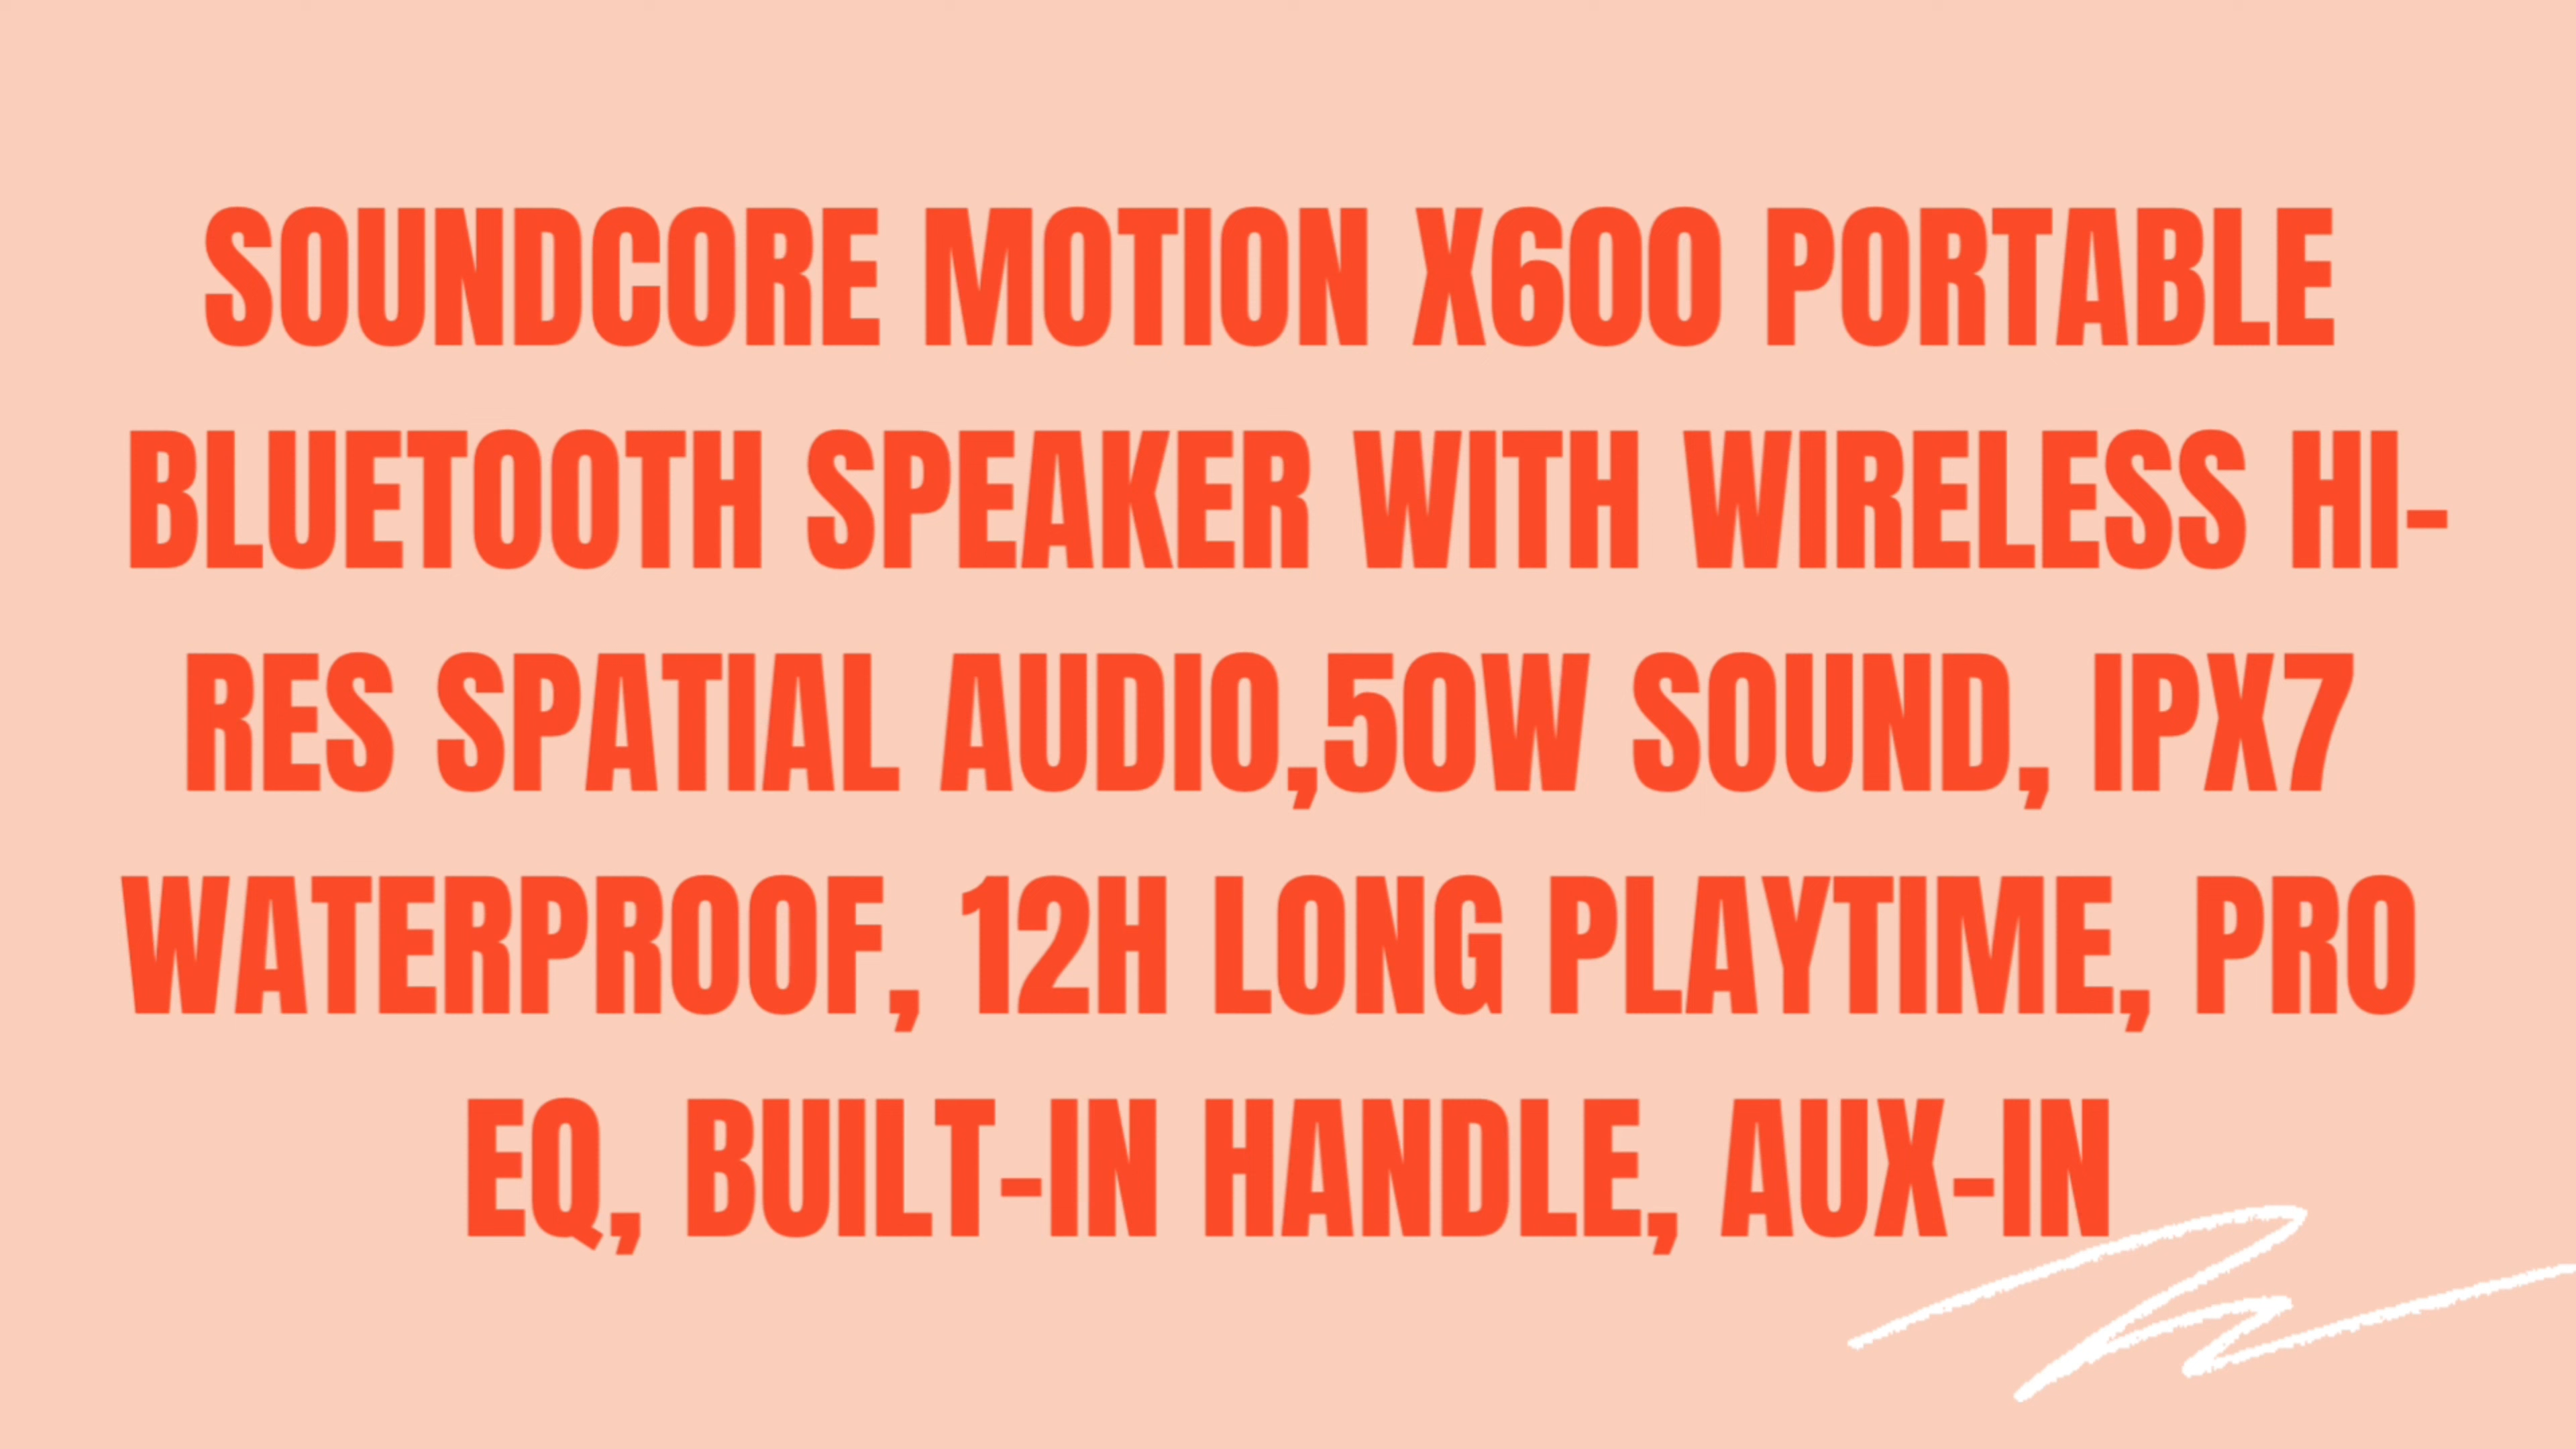 SOUNDCORE MOTION X600 PORTABLE
BLUETOOTH SPEAKER WITH WIRELESS HI-
RES SPATIAL AUDIO,50W SOUND, IPX7
WATERPROOF, 12H LONG PLAYTIME, PRO
EQ, BUILT-IN HANDLE, AUX-IN